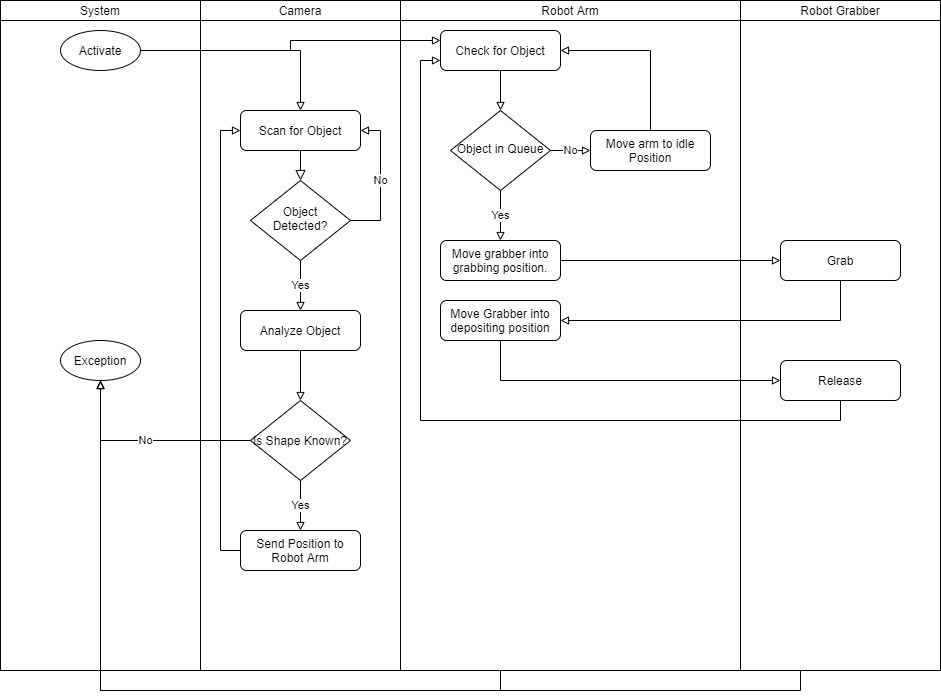 System
Camera
Robot Arm
Robot Grabber
Activate
Check for Object
Scan for Object
Object in Queue
No
Move arm to idle
Position
No
Object
Detected?
Yes
Move grabber into
grabbing position.
Grab
Yes
Analyze Object
Move Grabber into
depositing position
Exception
Release
No
Is Shape Known?
Yes
Send Position to
Robot Arm